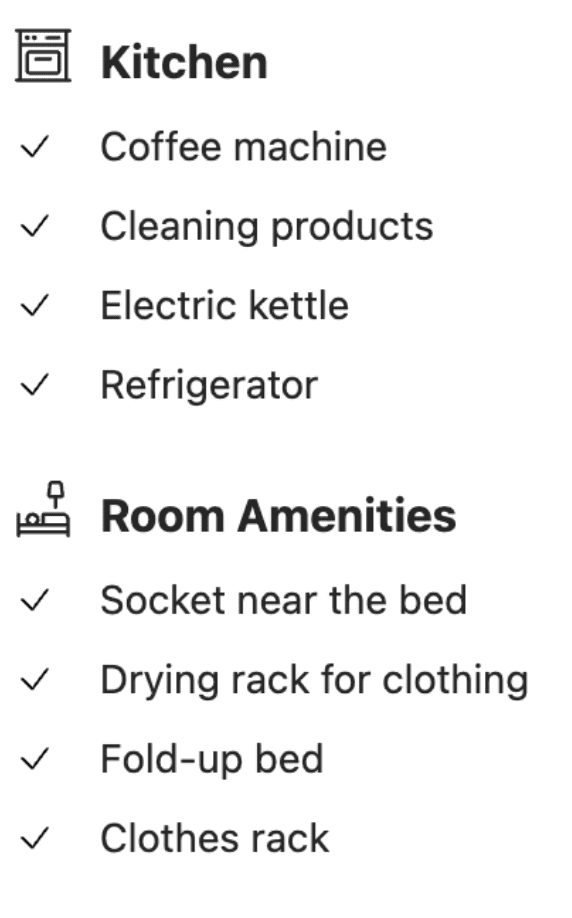 Kitchen
Coffee machine
Cleaning products
Electric kettle
Refrigerator
Room Amenities
Socket near the bed
Drying rack for clothing
Fold-up bed
Clothes rack